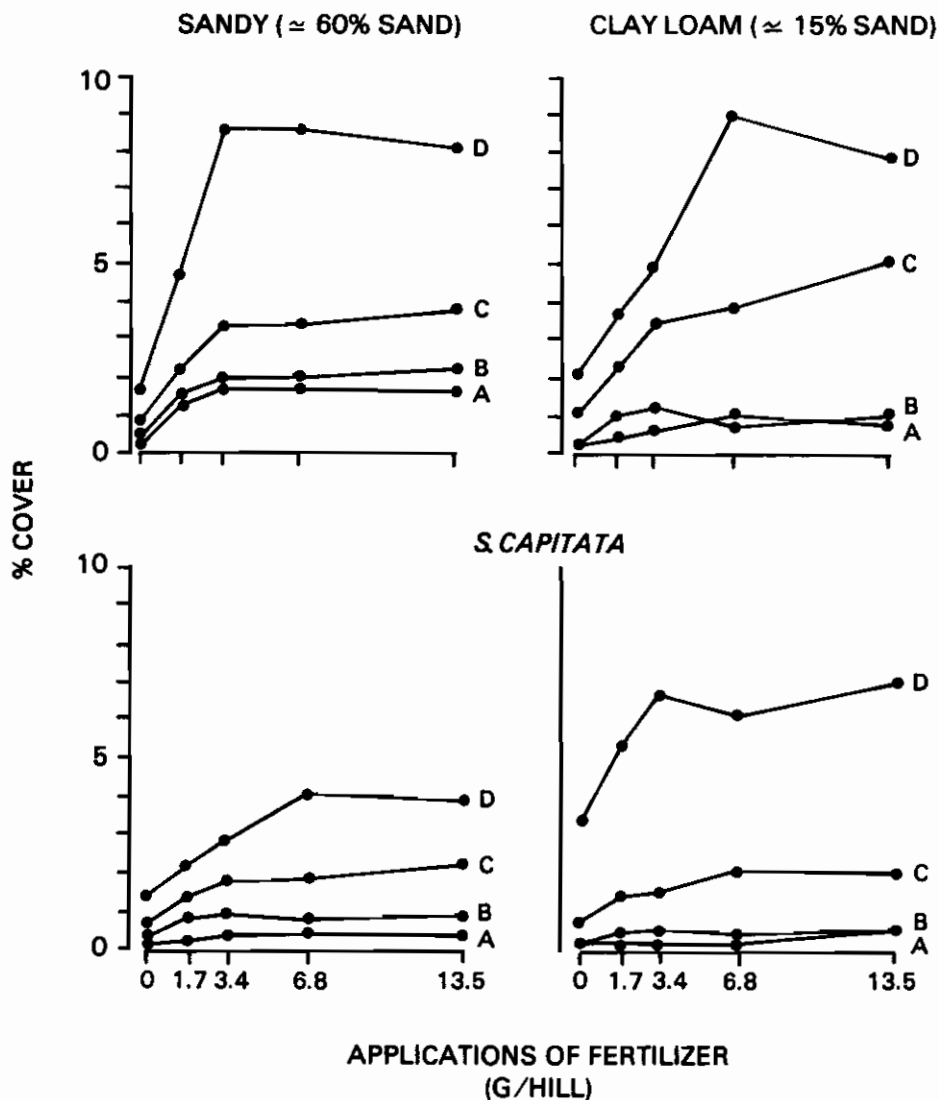 SANDY (≃ 60% SAND)
CLAY LOAM (≃ 15% SAND)
10
5
0
D
C
B
A
D
C
B
A
% COVER
S. CAPITATA
10
5
0
D
C
B
A
D
C
B
A
0 1.7 3.4 6.8 13.5
0 1.7 3.4 6.8 13.5
APPLICATIONS OF FERTILIZER
(G/HILL)